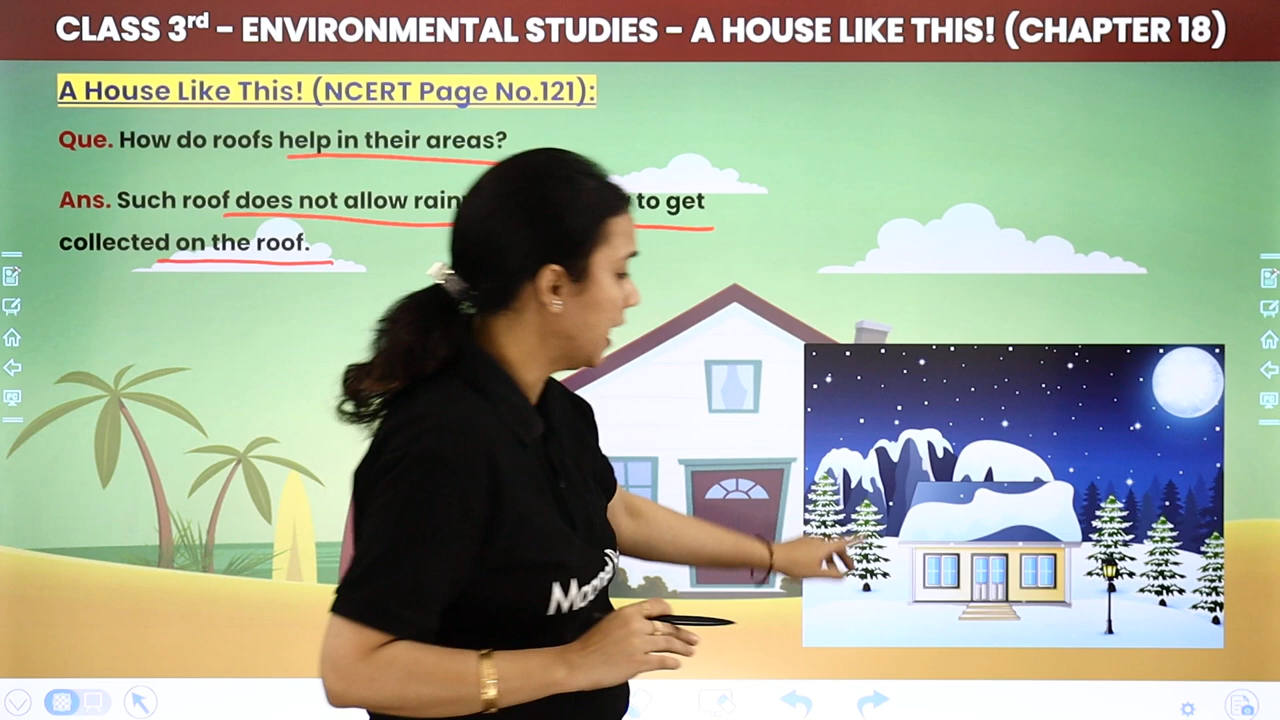 CLASS 3rd - ENVIRONMENTAL STUDIES - A HOUSE LIKE THIS! (CHAPTER 18)
A House Like This! (NCERT Page No.121):
Que. How do roofs help in their areas?
Ans. Such roof does not allow rain to get
collected on the roof.